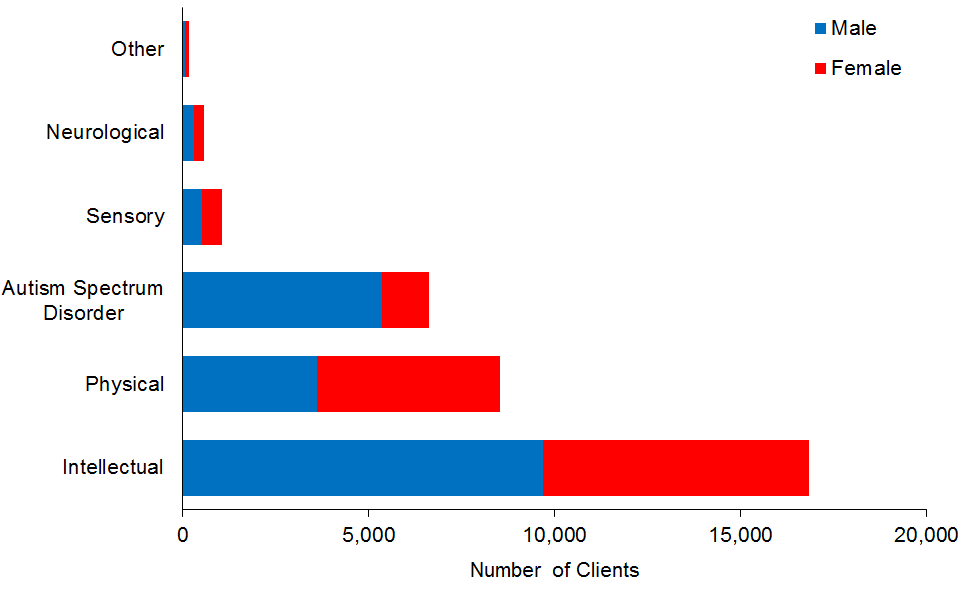 Male
Female
Other
Neurological
Sensory
Autism Spectrum
Disorder
Physical
Intellectual
0
5,000
10,000
15,000
20,000
Number of Clients